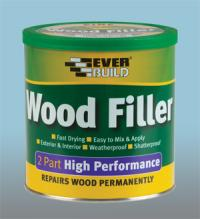 EVER
BUILD
Wood Filler
• Fast Drying • Easy to Mix & Apply
• Exterior & Interior • Weatherproof • Shatterproof
2 Part High Performance
REPAIRS WOOD PERMANENTLY